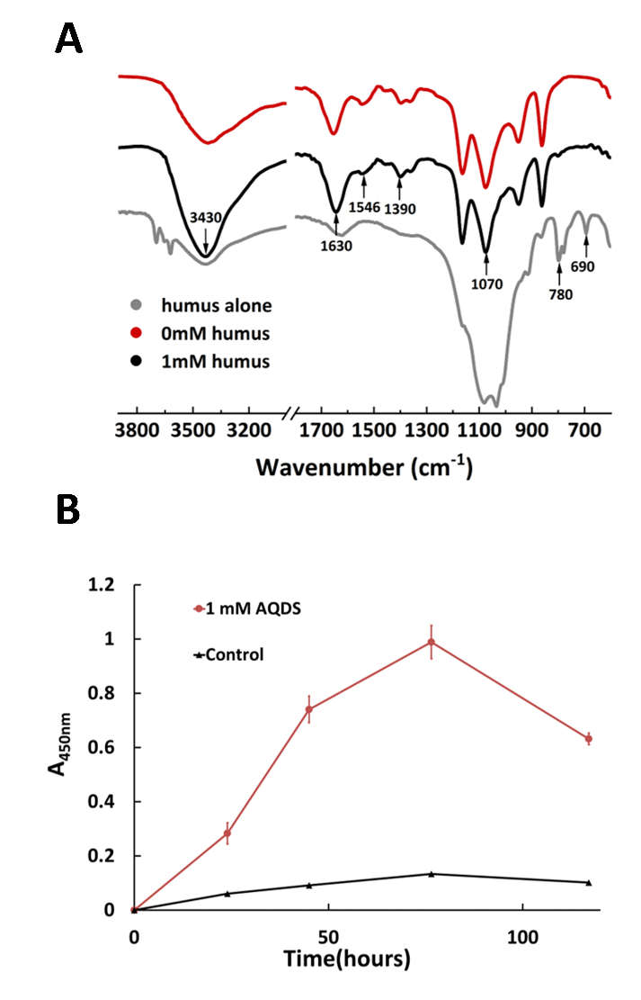 A
3430
1546
1390
1630
1070
780
690
humus alone
0mM humus
1mM humus
3800 3500 3200 1700 1500 1300 1100 900 700
Wavenumber (cm⁻¹)
B
1.2
1
0.8
0.6
0.4
0.2
0
A450nm
1 mM AQDS
Control
0 50 100
Time(hours)